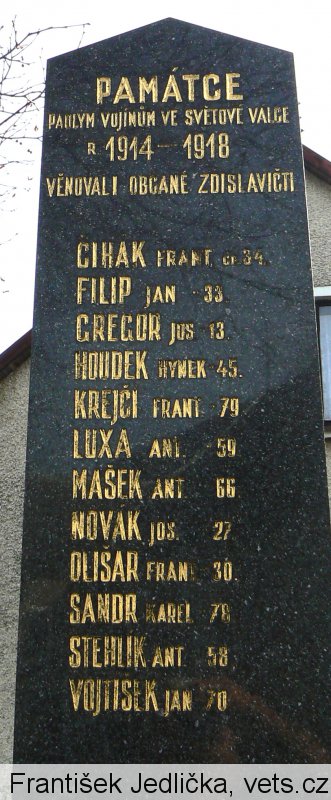 PAMÁTCE
PADLÝM VOJÍNŮM VE SVĚTOVÉ VÁLCE
R 1914 — 1918
VĚNOVALI OBČANÉ ZDISLAVIČTÍ
ČIHÁK FRANT. ČP. 34.
FILIP JAN 33.
GREGOR JOS 13.
HOUDEK HYNEK 45.
KREJČÍ FRANT. 79
LUXA ANT. 59
MAŠEK ANT. 66
NOVÁK JOS. 27
OLIŠAR FRANT 30.
SANDR KAREL 78
STEHLÍK ANT. 58
VOJTÍŠEK JAN 70
František Jedlička, vets.cz